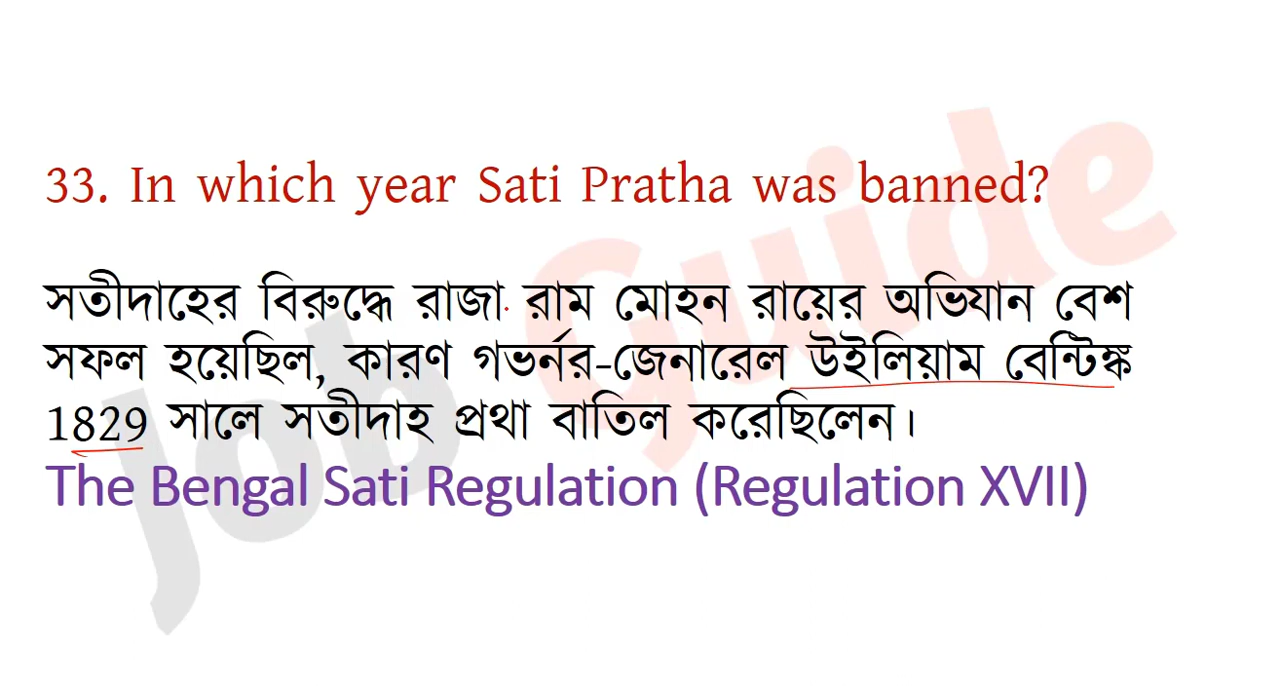 33. In which year Sati Pratha was banned?
সতীদাহের বিরুদ্ধে রাজা রাম মোহন রায়ের অভিযান বেশ
সফল হয়েছিল, কারণ গভর্নর-জেনারেল উইলিয়াম বেন্টিঙ্ক
1829 সালে সতীদাহ প্রথা বাতিল করেছিলেন।
The Bengal Sati Regulation (Regulation XVII)
Job Guide